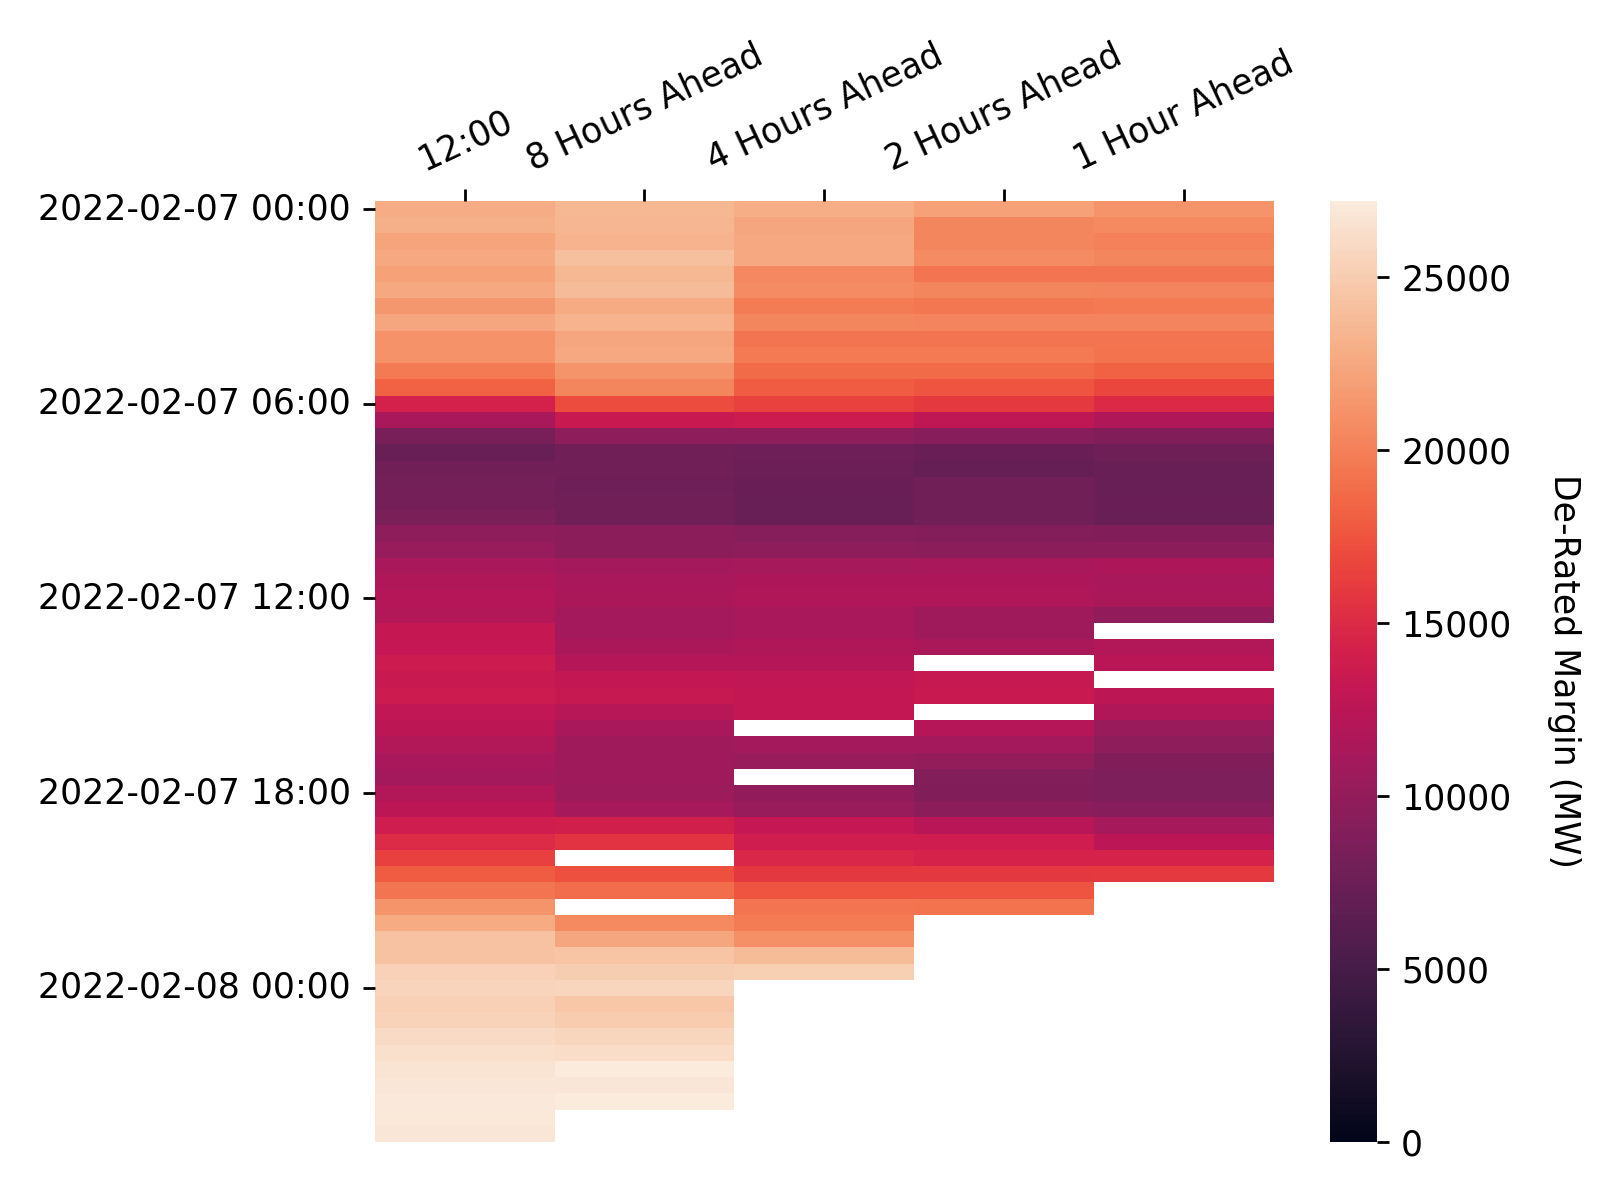 12:00
8 Hours Ahead
4 Hours Ahead
2 Hours Ahead
1 Hour Ahead
2022-02-07 00:00
2022-02-07 06:00
2022-02-07 12:00
2022-02-07 18:00
2022-02-08 00:00
25000
20000
15000
10000
5000
0
De-Rated Margin (MW)